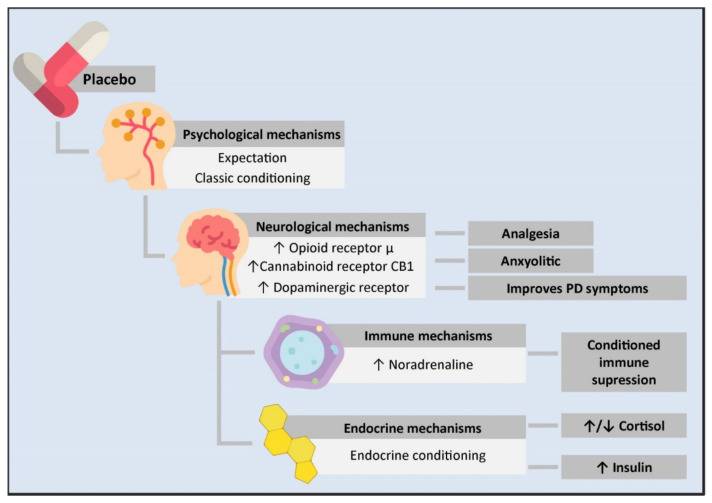 Placebo
Psychological mechanisms
Expectation
Classic conditioning
Neurological mechanisms
↑ Opioid receptor µ
↑Cannabinoid receptor CB1
↑ Dopaminergic receptor
Analgesia
Anxyolitic
Improves PD symptoms
Immune mechanisms
↑ Noradrenaline
Conditioned
immune
supression
Endocrine mechanisms
Endocrine conditioning
↑/↓ Cortisol
↑ Insulin